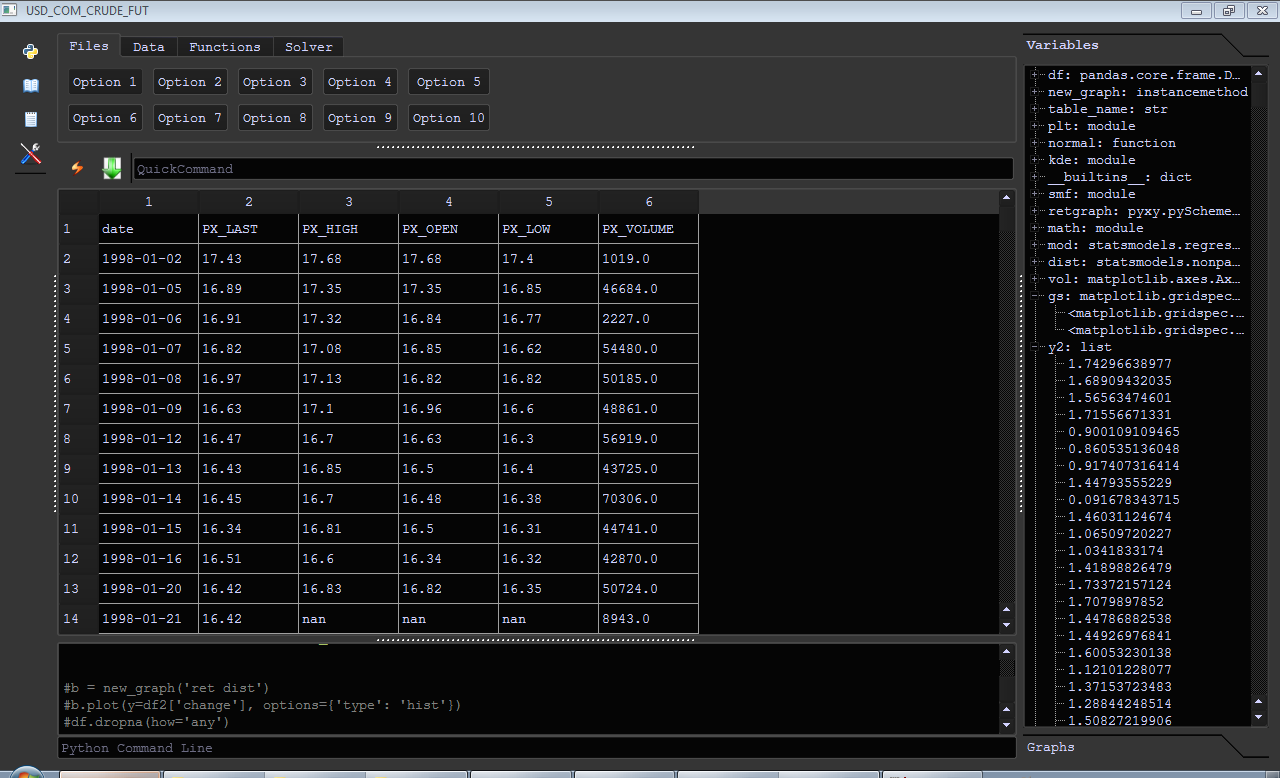 USD_COM_CRUDE_FUT
Files Data Functions Solver
Option 1 Option 2 Option 3 Option 4 Option 5
Option 6 Option 7 Option 8 Option 9 Option 10
QuickCommand
1 2 3 4 5 6
1 date PX_LAST PX_HIGH PX_OPEN PX_LOW PX_VOLUME
2 1998-01-02 17.43 17.68 17.68 17.4 1019.0
3 1998-01-05 16.89 17.35 17.35 16.85 46684.0
4 1998-01-06 16.91 17.32 16.84 16.77 2227.0
5 1998-01-07 16.82 17.08 16.85 16.62 54480.0
6 1998-01-08 16.97 17.13 16.82 16.82 50185.0
7 1998-01-09 16.63 17.1 16.96 16.6 48861.0
8 1998-01-12 16.47 16.7 16.63 16.3 56919.0
9 1998-01-13 16.43 16.85 16.5 16.4 43725.0
10 1998-01-14 16.45 16.7 16.48 16.38 70306.0
11 1998-01-15 16.34 16.81 16.5 16.31 44741.0
12 1998-01-16 16.51 16.6 16.34 16.32 42870.0
13 1998-01-20 16.42 16.83 16.82 16.35 50724.0
14 1998-01-21 16.42 nan nan nan 8943.0
#b = new_graph('ret dist')
#b.plot(y=df2['change'], options={'type': 'hist'})
#df.dropna(how='any')
Python Command Line
Variables
df: pandas.core.frame.D...
new_graph: instancemethod
table_name: str
plt: module
normal: function
kde: module
__builtins__: dict
smf: module
retgraph: pyxy.pyScheme...
math: module
mod: statsmodels.regres...
dist: statsmodels.nonpa...
vol: matplotlib.axes.Ax...
gs: matplotlib.gridspec...
<matplotlib.gridspec....
<matplotlib.gridspec....
y2: list
1.74296638977
1.68909432035
1.56563474601
1.71556671331
0.900109109465
0.860535136048
0.917407316414
1.44793555229
0.091678343715
1.46031124674
1.06509720227
1.0341833174
1.41898826479
1.73372157124
1.7079897852
1.44786882538
1.44926976841
1.60053230138
1.12101228077
1.37153723483
1.28844248514
1.50827219906
Graphs